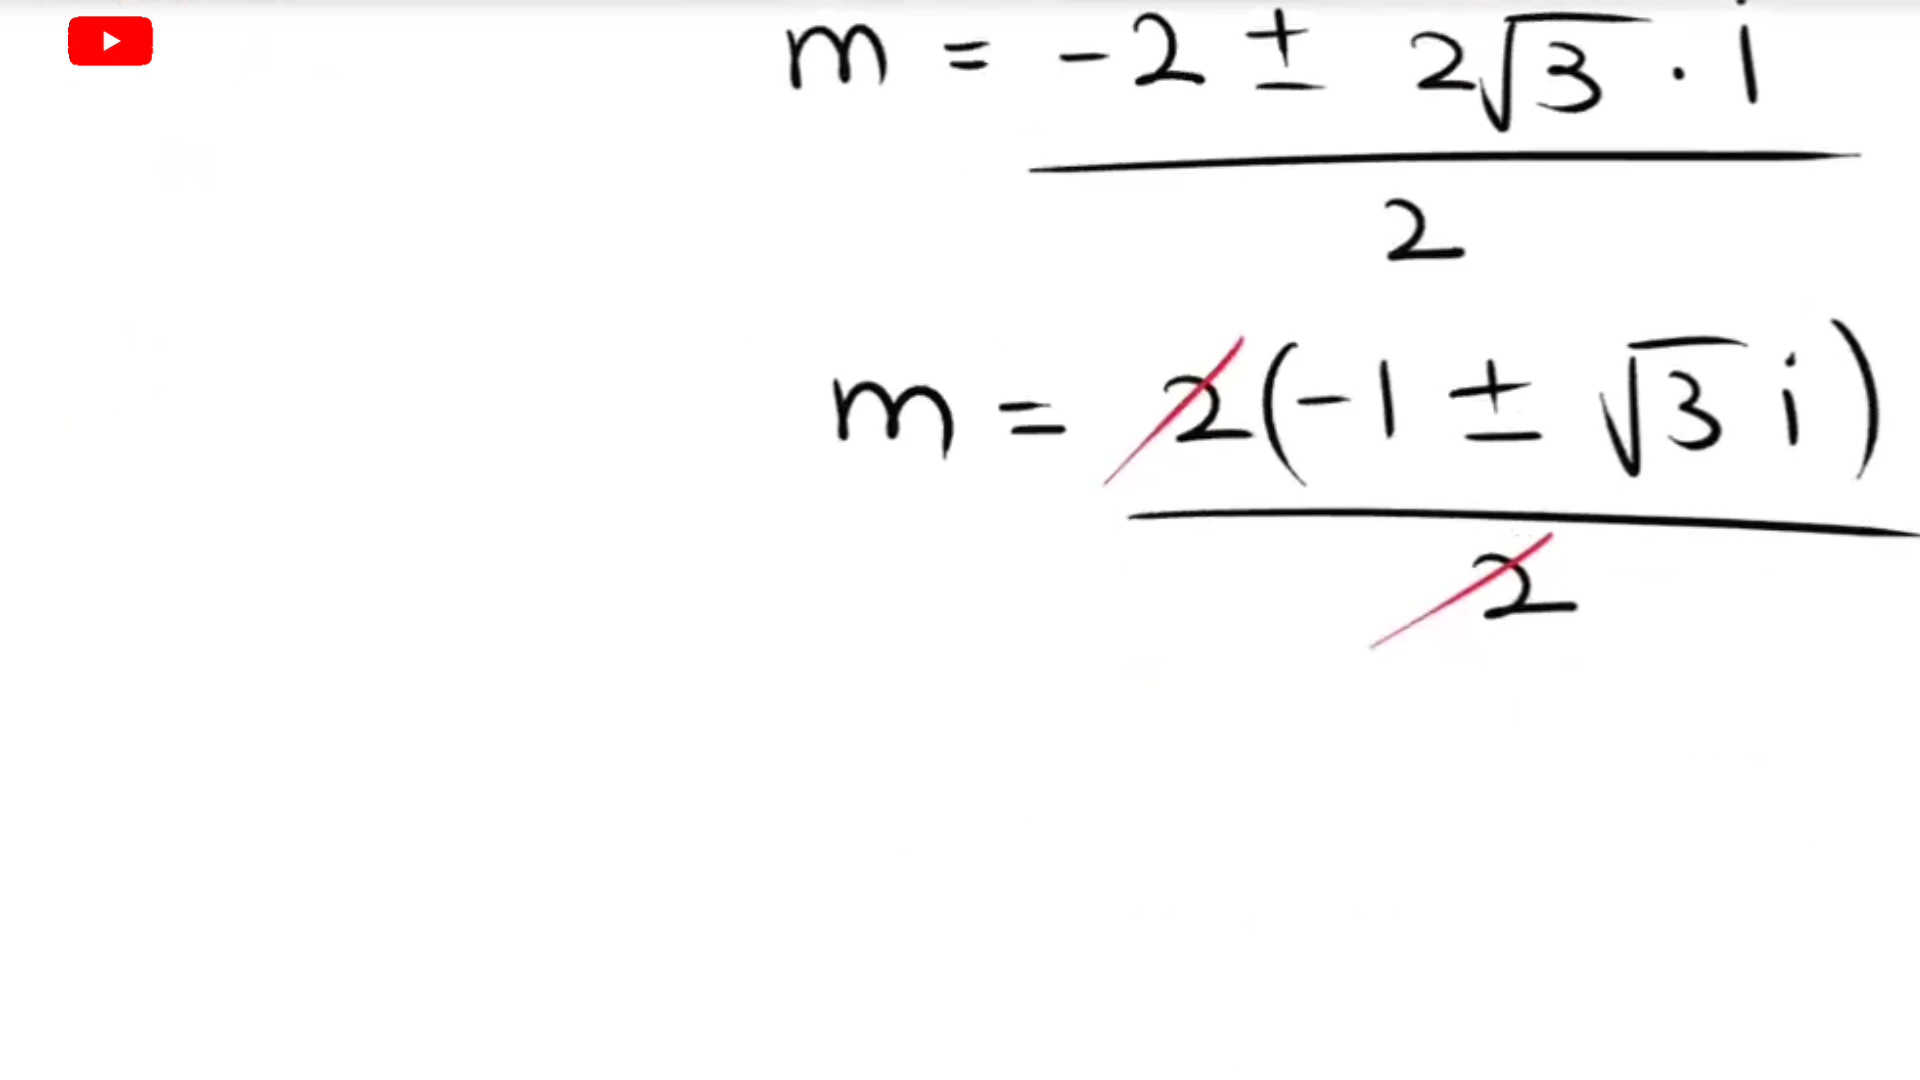 m = -2 ± 2√3 · i
2
m = 2(-1 ± √3 i)
2